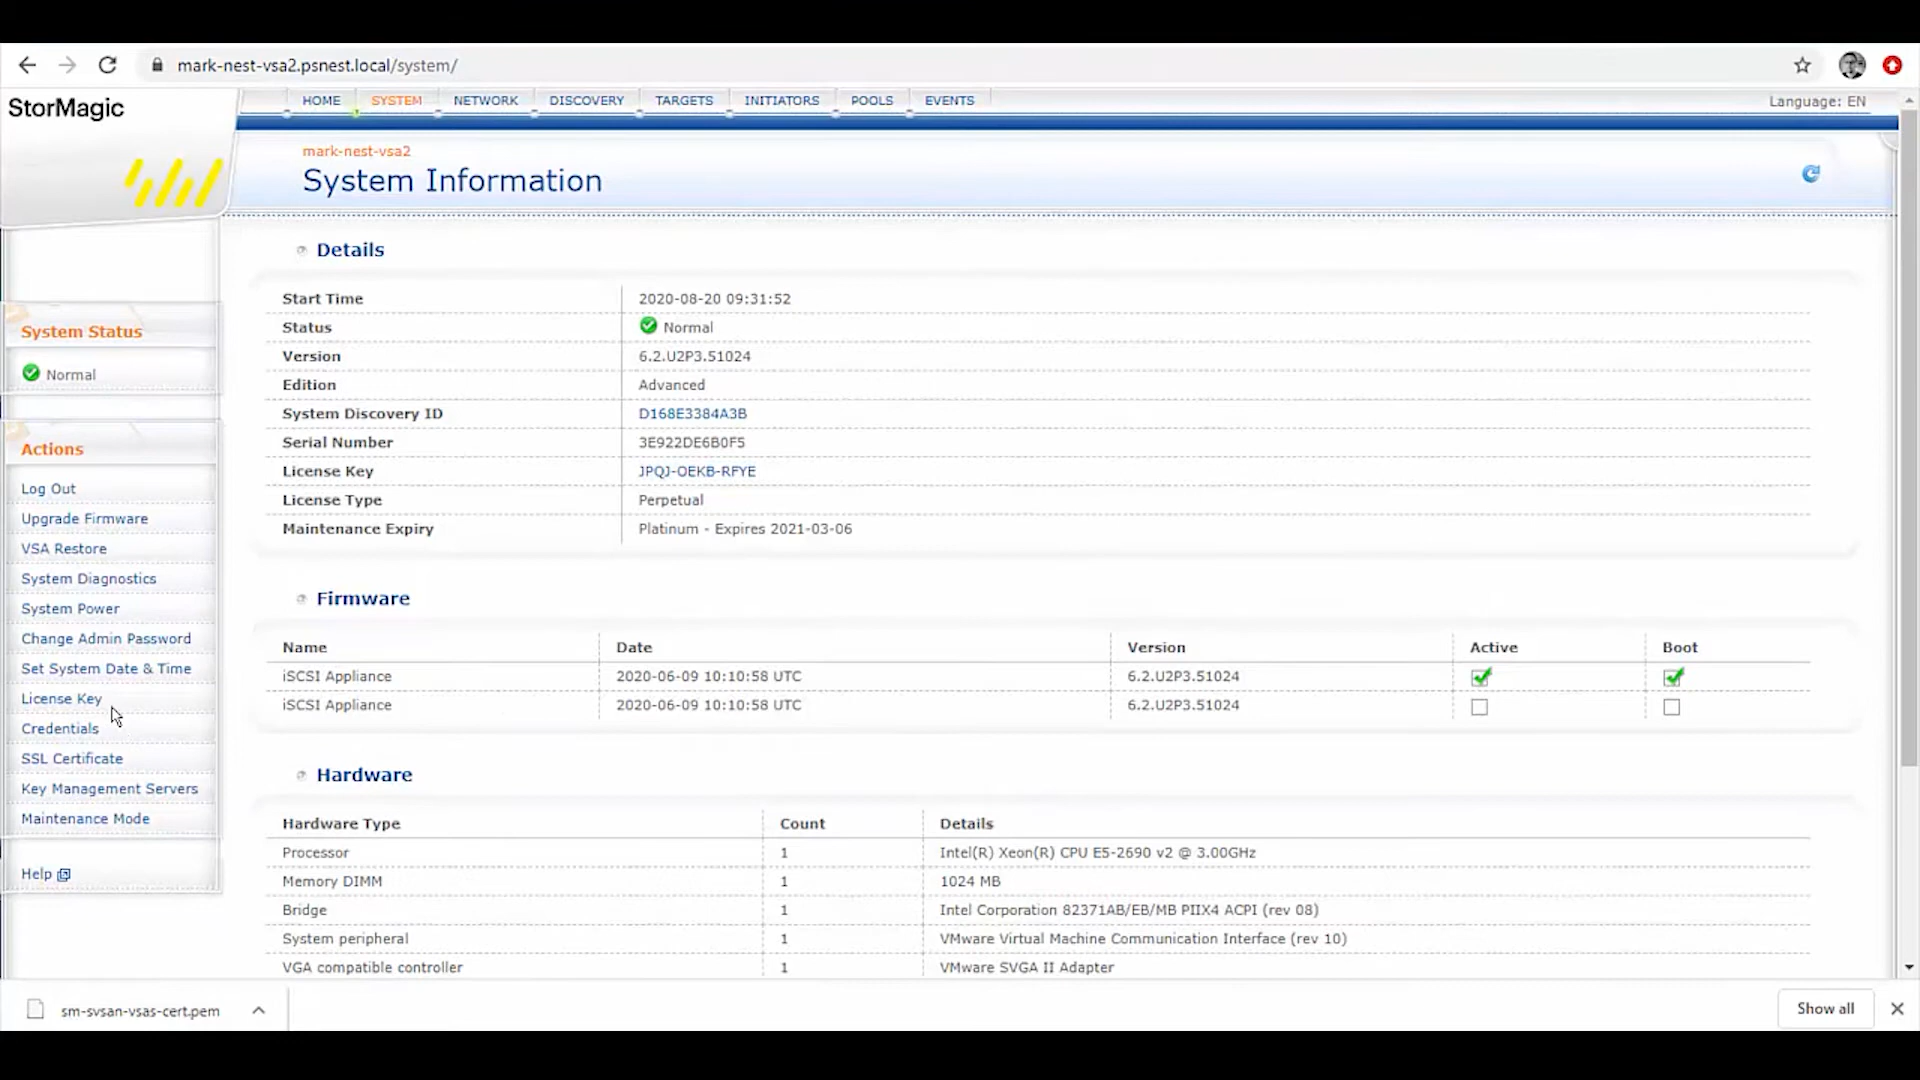 mark-nest-vsa2.psnest.local/system/
StorMagic
HOME SYSTEM NETWORK DISCOVERY TARGETS INITIATORS POOLS EVENTS Language: EN
mark-nest-vsa2
System Information
Details
Start Time 2020-08-20 09:31:52
Status Normal
Version 6.2.U2P3.51024
Edition Advanced
System Discovery ID D168E3384A3B
Serial Number 3E922DE6B0F5
License Key JPQJ-OEKB-RFYE
License Type Perpetual
Maintenance Expiry Platinum - Expires 2021-03-06
System Status
Normal
Actions
Log Out
Upgrade Firmware
VSA Restore
System Diagnostics
System Power
Change Admin Password
Set System Date & Time
License Key
Credentials
SSL Certificate
Key Management Servers
Maintenance Mode
Help
Firmware
Name Date Version Active Boot
iSCSI Appliance 2020-06-09 10:10:58 UTC 6.2.U2P3.51024
iSCSI Appliance 2020-06-09 10:10:58 UTC 6.2.U2P3.51024
Hardware
Hardware Type Count Details
Processor 1 Intel(R) Xeon(R) CPU E5-2690 v2 @ 3.00GHz
Memory DIMM 1 1024 MB
Bridge 1 Intel Corporation 82371AB/EB/MB PIIX4 ACPI (rev 08)
System peripheral 1 VMware Virtual Machine Communication Interface (rev 10)
VGA compatible controller 1 VMware SVGA II Adapter
sm-svsan-vsas-cert.pem
Show all